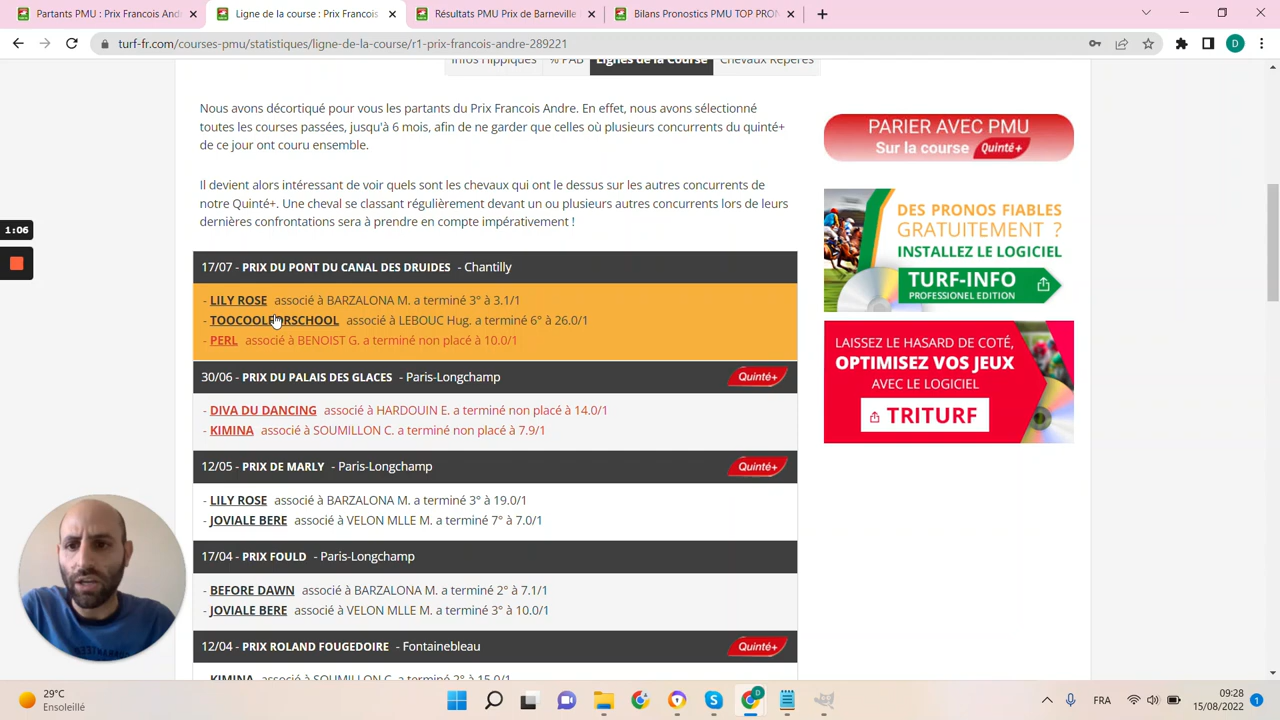 Partants PMU : Prix Francois And
Ligne de la course : Prix Francois
Résultats PMU Prix de Barneville
Bilans Pronostics PMU TOP PRON
turf-fr.com/courses-pmu/statistiques/ligne-de-la-course/r1-prix-francois-andre-289221
D
Infos Hippiques
% PAB
Lignes de la Course
Chevaux Repérés
Nous avons décortiqué pour vous les partants du Prix Francois Andre. En effet, nous avons sélectionné
toutes les courses passées, jusqu'à 6 mois, afin de ne garder que celles où plusieurs concurrents du quinté+
de ce jour ont couru ensemble.
Il devient alors intéressant de voir quels sont les chevaux qui ont le dessus sur les autres concurrents de
notre Quinté+. Une cheval se classant régulièrement devant un ou plusieurs autres concurrents lors de leurs
dernières confrontations sera à prendre en compte impérativement !
1:06
17/07 - PRIX DU PONT DU CANAL DES DRUIDES - Chantilly
- LILY ROSE associé à BARZALONA M. a terminé 3° à 3.1/1
- TOOCOOLFORSCHOOL associé à LEBOUC Hug. a terminé 6° à 26.0/1
- PERL associé à BENOIST G. a terminé non placé à 10.0/1
30/06 - PRIX DU PALAIS DES GLACES - Paris-Longchamp
Quinté+
- DIVA DU DANCING associé à HARDOUIN E. a terminé non placé à 14.0/1
- KIMINA associé à SOUMILLON C. a terminé non placé à 7.9/1
12/05 - PRIX DE MARLY - Paris-Longchamp
Quinté+
- LILY ROSE associé à BARZALONA M. a terminé 3° à 19.0/1
- JOVIALE BERE associé à VELON MLLE M. a terminé 7° à 7.0/1
17/04 - PRIX FOULD - Paris-Longchamp
- BEFORE DAWN associé à BARZALONA M. a terminé 2° à 7.1/1
- JOVIALE BERE associé à VELON MLLE M. a terminé 3° à 10.0/1
12/04 - PRIX ROLAND FOUGEDOIRE - Fontainebleau
Quinté+
- KIMINA associé à SOUMILLON C. a terminé 2° à 15.0/1
PARIER AVEC PMU
Sur la course Quinté+
DES PRONOS FIABLES
GRATUITEMENT ?
INSTALLEZ LE LOGICIEL
TURF-INFO
PROFESIONEL EDITION
LAISSEZ LE HASARD DE COTÉ,
OPTIMISEZ VOS JEUX
AVEC LE LOGICIEL
TRITURF
29°C
Ensoleillé
D
FRA
09:28
15/08/2022
1